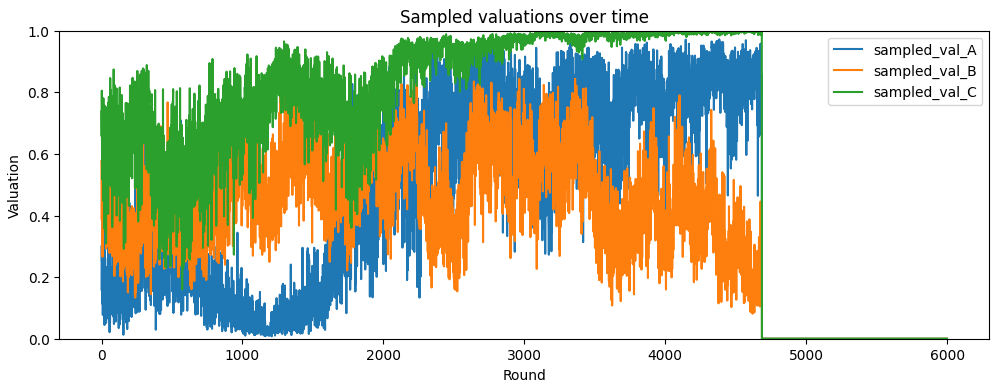 Sampled valuations over time
1.0
0.8
0.6
0.4
0.2
0.0
Valuation
sampled_val_A
sampled_val_B
sampled_val_C
0 1000 2000 3000 4000 5000 6000
Round